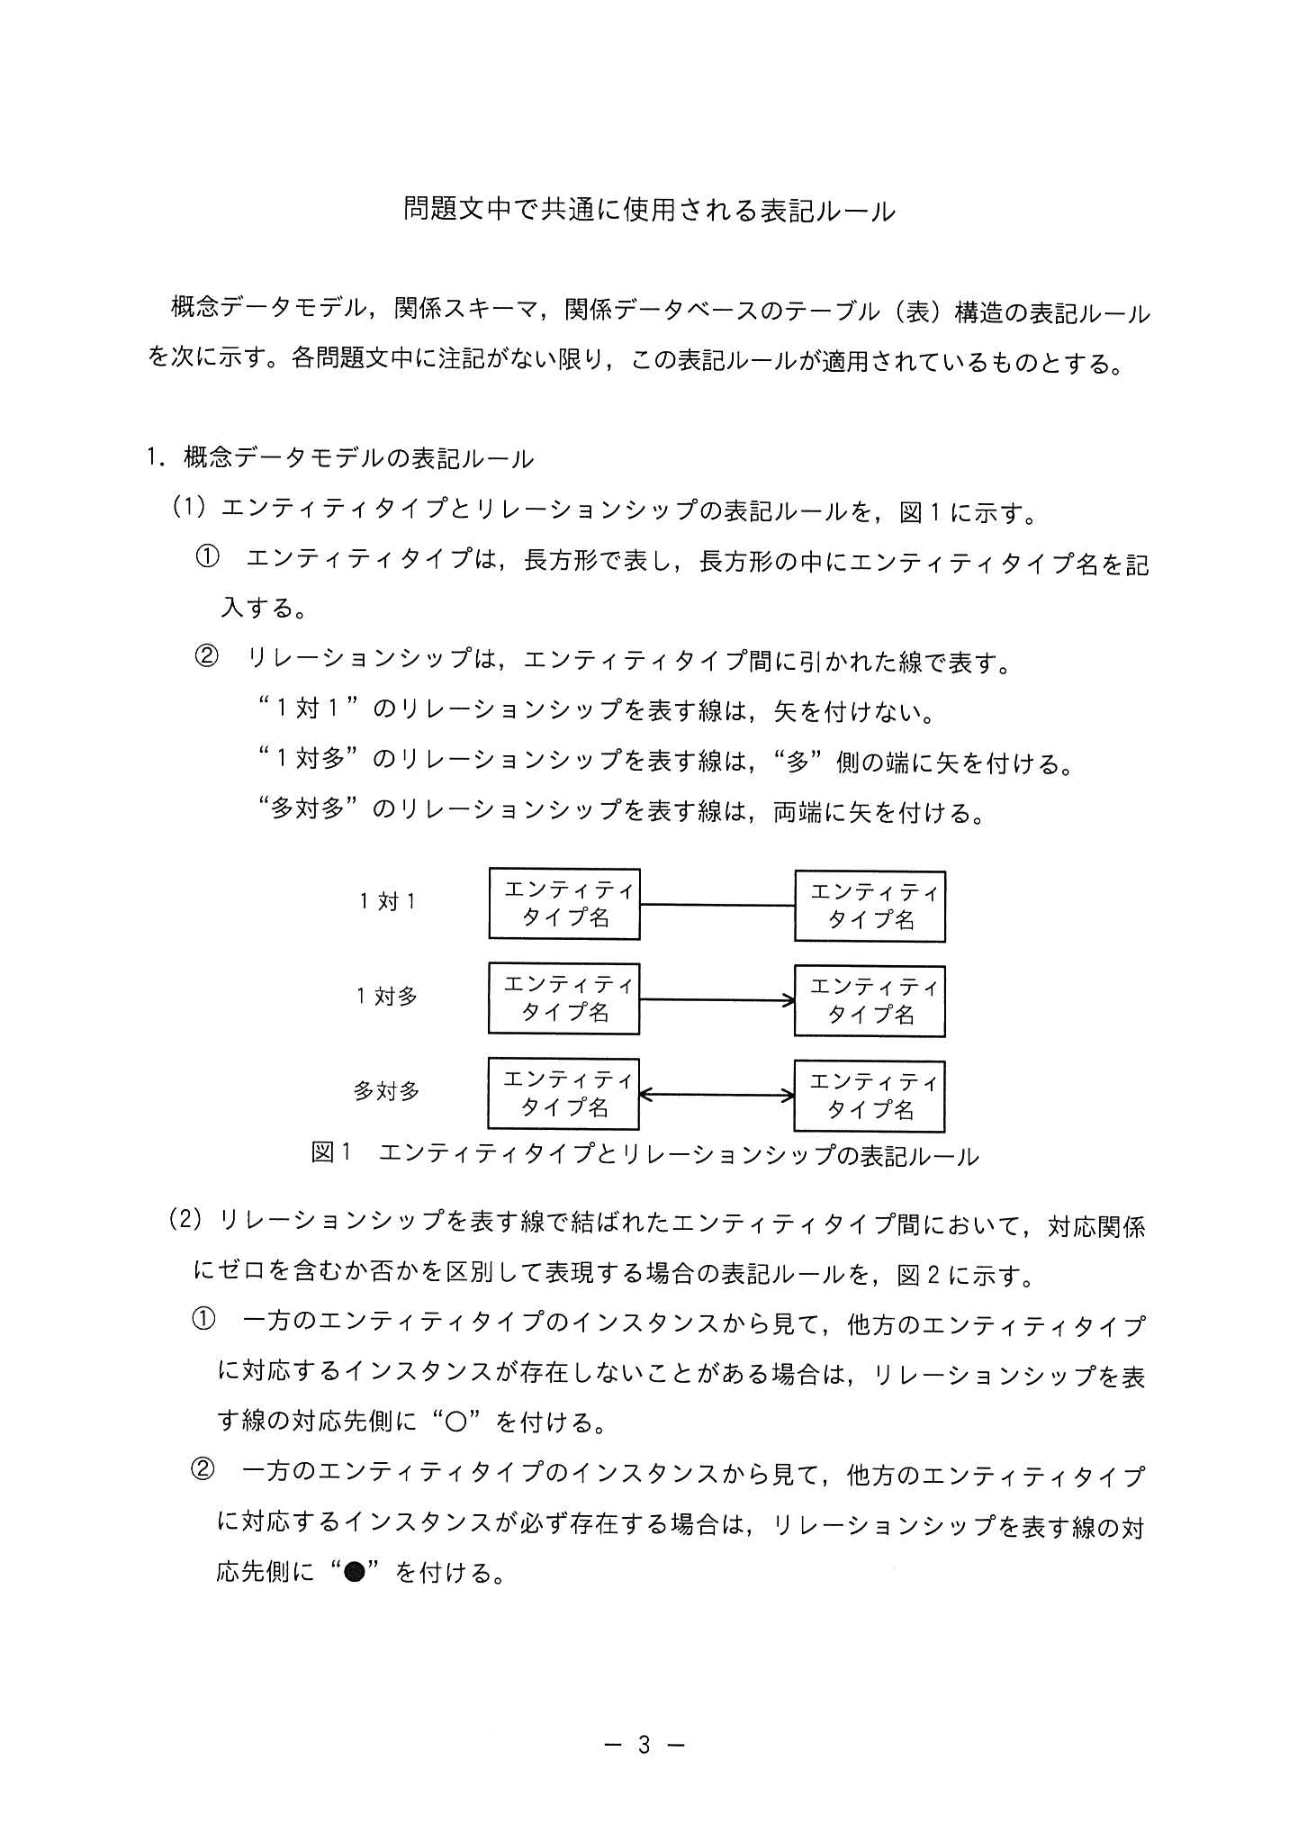 問題文中で共通に使用される表記ルール
概念データモデル，関係スキーマ，関係データベースのテーブル（表）構造の表記ルール
を次に示す。各問題文中に注記がない限り，この表記ルールが適用されているものとする。
1．概念データモデルの表記ルール
(1) エンティティタイプとリレーションシップの表記ルールを，図1に示す。
①　エンティティタイプは，長方形で表し，長方形の中にエンティティタイプ名を記
入する。
②　リレーションシップは，エンティティタイプ間に引かれた線で表す。
“1対1”のリレーションシップを表す線は，矢を付けない。
“1対多”のリレーションシップを表す線は，“多”側の端に矢を付ける。
“多対多”のリレーションシップを表す線は，両端に矢を付ける。
1対1
エンティティ
タイプ名
エンティティ
タイプ名
1対多
エンティティ
タイプ名
エンティティ
タイプ名
多対多
エンティティ
タイプ名
エンティティ
タイプ名
図1　エンティティタイプとリレーションシップの表記ルール
(2) リレーションシップを表す線で結ばれたエンティティタイプ間において，対応関係
にゼロを含むか否かを区別して表現する場合の表記ルールを，図2に示す。
①　一方のエンティティタイプのインスタンスから見て，他方のエンティティタイプ
に対応するインスタンスが存在しないことがある場合は，リレーションシップを表
す線の対応先側に“○”を付ける。
②　一方のエンティティタイプのインスタンスから見て，他方のエンティティタイプ
に対応するインスタンスが必ず存在する場合は，リレーションシップを表す線の対
応先側に“●”を付ける。
－ 3 －